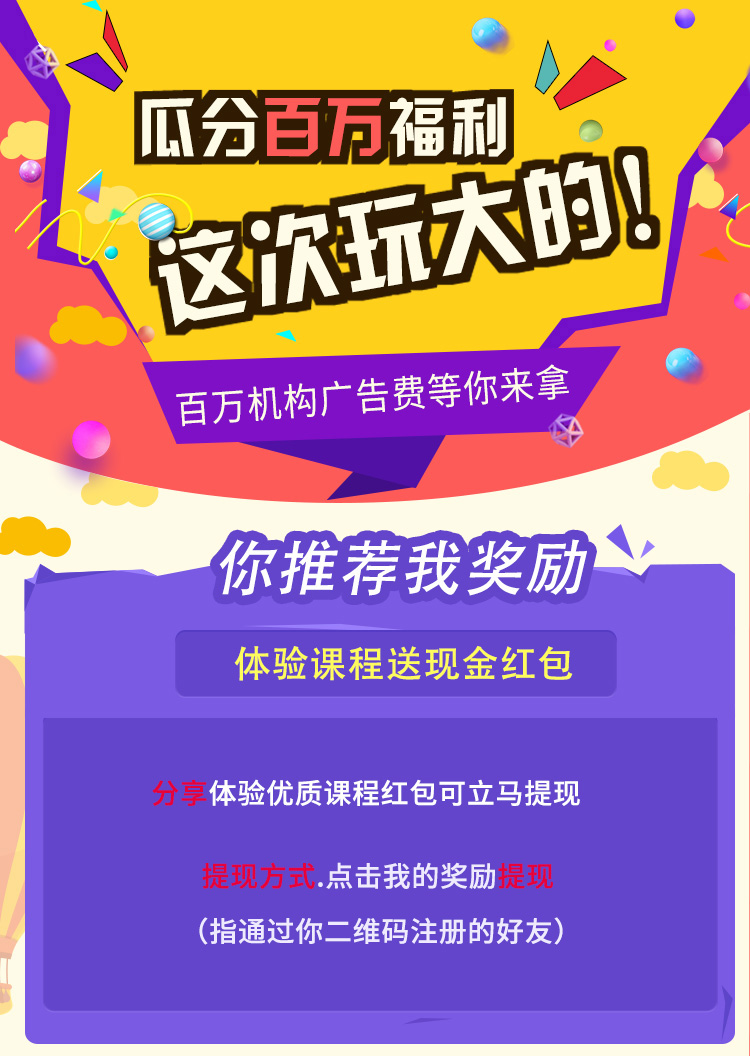 瓜分百万福利
这次玩大的!
百万机构广告费等你来拿
你推荐我奖励
体验课程送现金红包
分享体验优质课程红包可立马提现
提现方式.点击我的奖励提现
（指通过你二维码注册的好友）